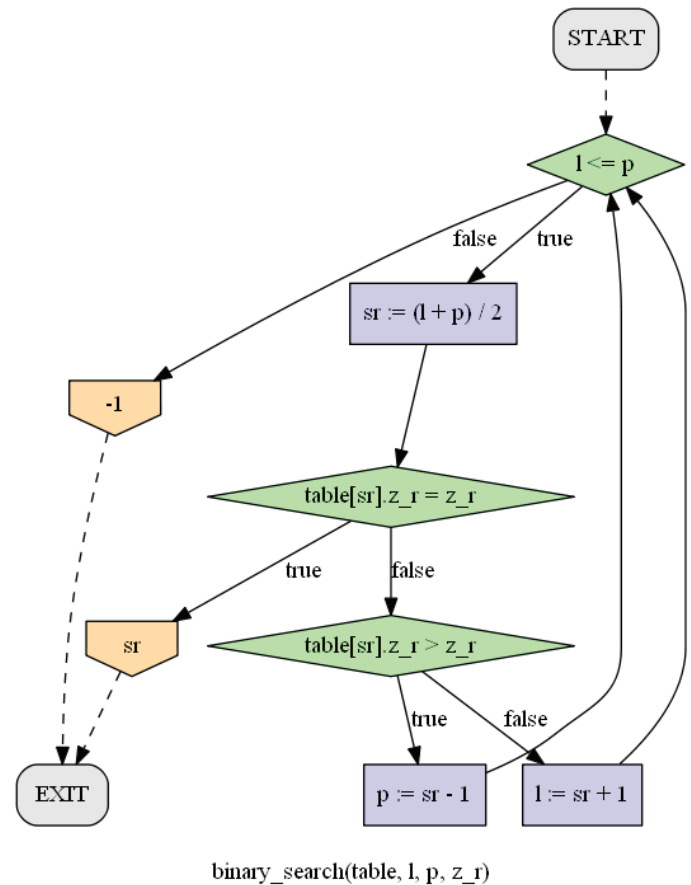 START
l <= p
false
true
sr := (l + p) / 2
-1
table[sr].z_r = z_r
true
false
sr
table[sr].z_r > z_r
true
false
EXIT
p := sr - 1
l := sr + 1
binary_search(table, l, p, z_r)